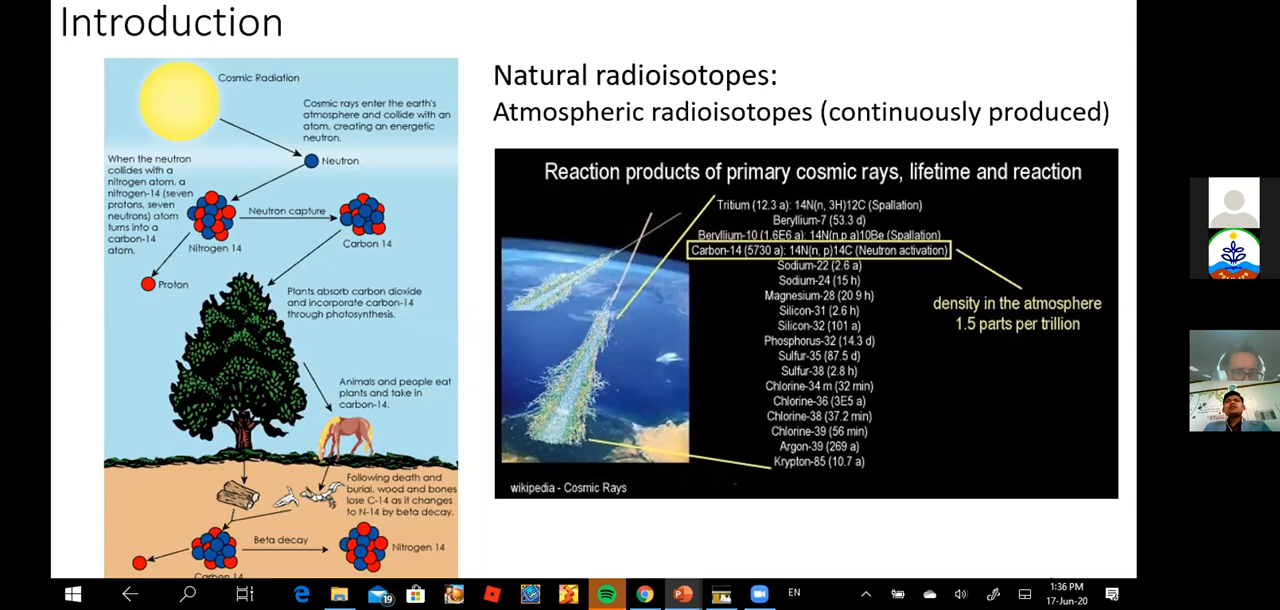 Introduction
Cosmic Radiation
Cosmic rays enter the earth's
atmosphere and collide with an
atom, creating an energetic
neutron.
Neutron
When the neutron
collides with a
nitrogen atom, a
nitrogen-14 (seven
protons, seven
neutrons) atom
turns into a
carbon-14
atom.
Neutron capture
Nitrogen 14
Carbon 14
Proton
Plants absorb carbon dioxide
and incorporate carbon-14
through photosynthesis.
Animals and people eat
plants and take in
carbon-14.
Following death and
burial, wood and bones
lose C-14 as it changes
to N-14 by beta decay.
Beta decay
Nitrogen 14
Carbon 14
Natural radioisotopes:
Atmospheric radioisotopes (continuously produced)
Reaction products of primary cosmic rays, lifetime and reaction
Tritium (12.3 a): 14N(n, 3H)12C (Spallation)
Beryllium-7 (53.3 d)
Beryllium-10 (1.6E6 a): 14N(n,p a)10Be (Spallation)
Carbon-14 (5730 a): 14N(n, p)14C (Neutron activation)
Sodium-22 (2.6 a)
Sodium-24 (15 h)
Magnesium-28 (20.9 h)
Silicon-31 (2.6 h)
Silicon-32 (101 a)
Phosphorus-32 (14.3 d)
Sulfur-35 (87.5 d)
Sulfur-38 (2.8 h)
Chlorine-34 m (32 min)
Chlorine-36 (3E5 a)
Chlorine-38 (37.2 min)
Chlorine-39 (56 min)
Argon-39 (269 a)
Krypton-85 (10.7 a)
density in the atmosphere
1.5 parts per trillion
wikipedia - Cosmic Rays
19
EN
1:36 PM
17-Jun-20